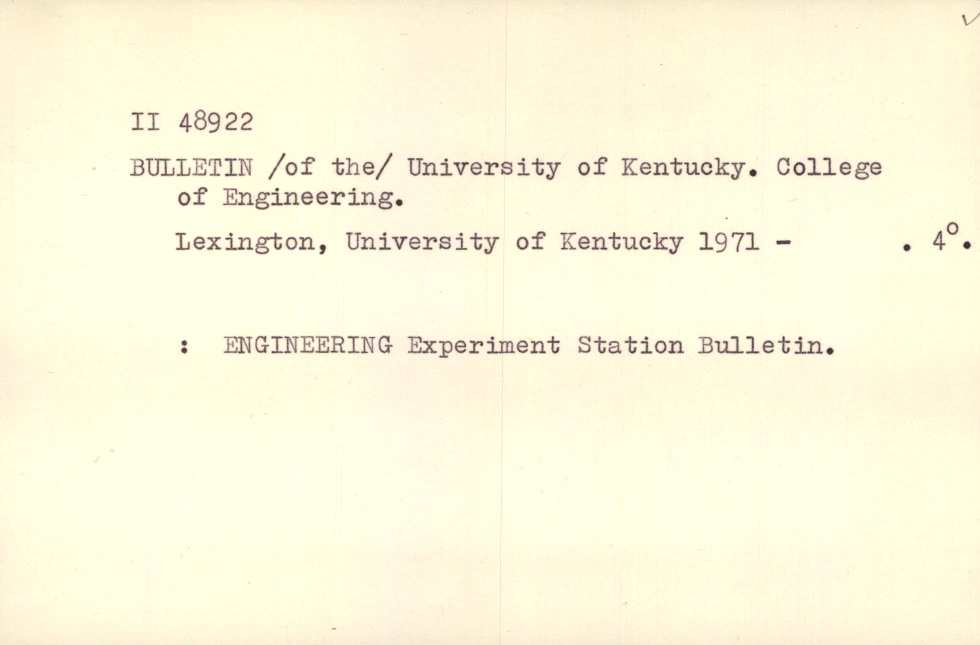 II 48922
BULLETIN /of the/ University of Kentucky. College
of Engineering.
Lexington, University of Kentucky 1971 - . 4°.
: ENGINEERING Experiment Station Bulletin.